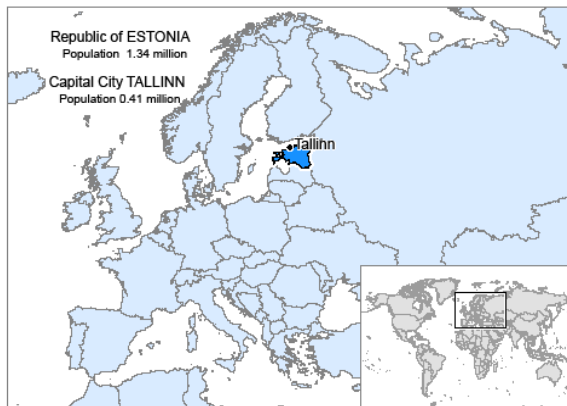 Republic of ESTONIA
Population 1.34 million
Capital City TALLINN
Population 0.41 million
Tallinn